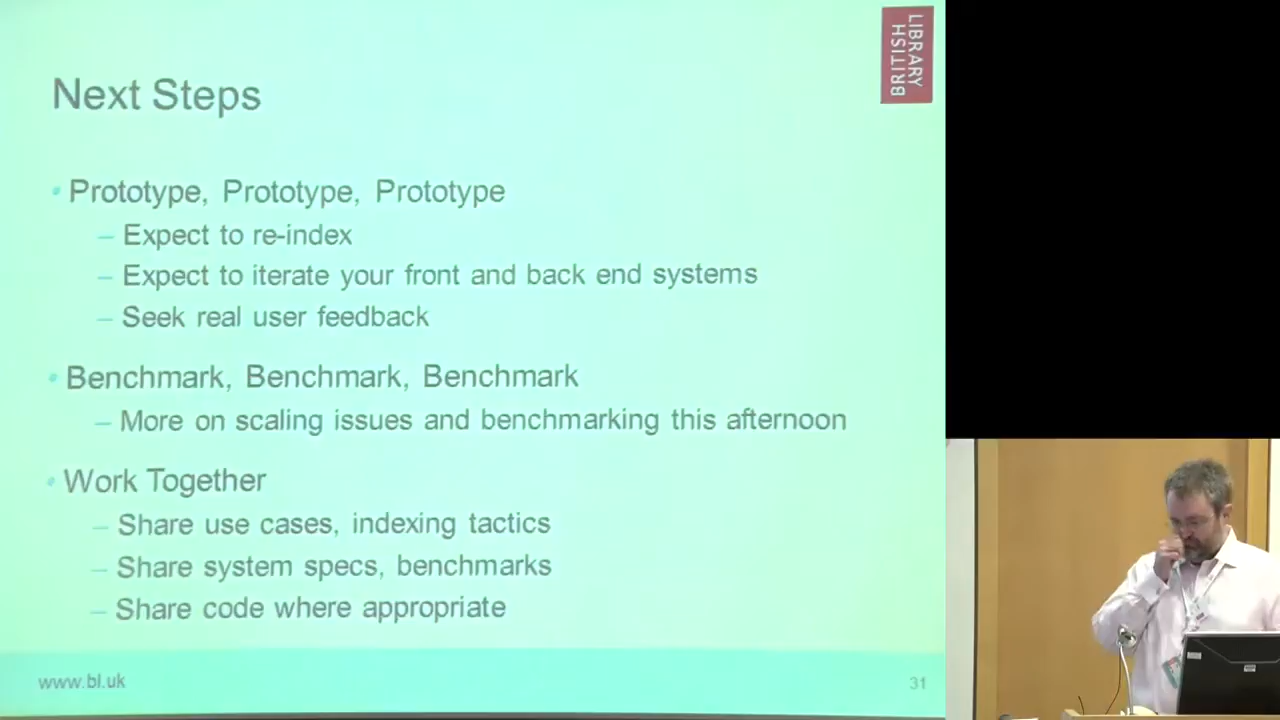 BRITISH
LIBRARY
Next Steps
• Prototype, Prototype, Prototype
– Expect to re-index
– Expect to iterate your front and back end systems
– Seek real user feedback
• Benchmark, Benchmark, Benchmark
– More on scaling issues and benchmarking this afternoon
• Work Together
– Share use cases, indexing tactics
– Share system specs, benchmarks
– Share code where appropriate
www.bl.uk
31